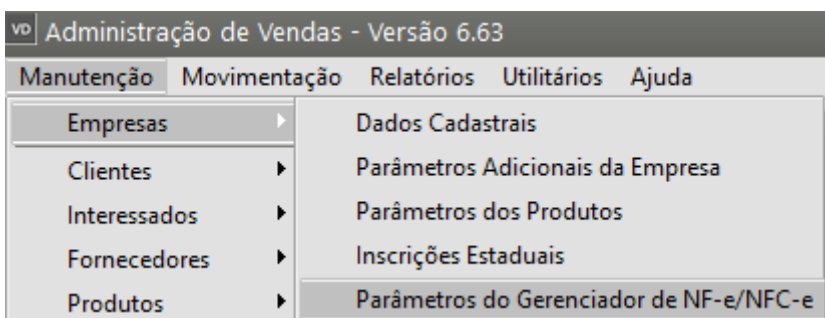 VD Administração de Vendas - Versão 6.63
Manutenção Movimentação Relatórios Utilitários Ajuda
Empresas Dados Cadastrais
Clientes Parâmetros Adicionais da Empresa
Interessados Parâmetros dos Produtos
Fornecedores Inscrições Estaduais
Produtos Parâmetros do Gerenciador de NF-e/NFC-e